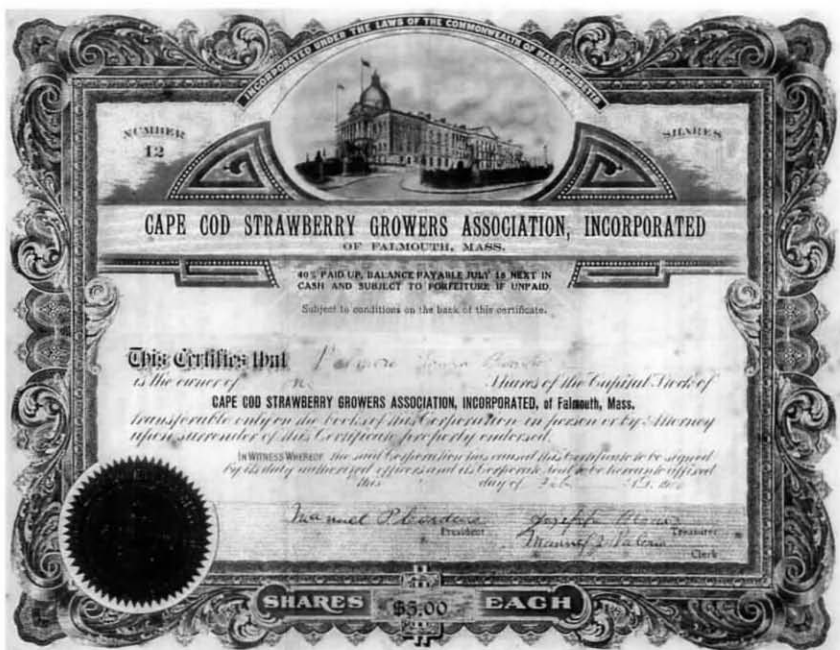 INCORPORATED UNDER THE LAWS OF THE COMMONWEALTH OF MASSACHUSETTS
NUMBER
12
SHARES
CAPE COD STRAWBERRY GROWERS ASSOCIATION, INCORPORATED
OF FALMOUTH, MASS.
40% PAID UP, BALANCE PAYABLE JULY 15 NEXT IN
CASH AND SUBJECT TO FORFEITURE IF UNPAID.
Subject to conditions on the back of this certificate.
This Certifies that
is the owner of Shares of the Capital Stock of
CAPE COD STRAWBERRY GROWERS ASSOCIATION, INCORPORATED, of Falmouth, Mass.
transferable only on the books of this Corporation in person or by Attorney
upon surrender of this Certificate properly endorsed.
IN WITNESS WHEREOF, the said Corporation has caused this Certificate to be signed
by its duly authorized officers and its Corporate Seal to be hereunto affixed
this day of Feb A.D.
Manuel Joseph
President Treasurer
Clerk
SHARES $5.00 EACH